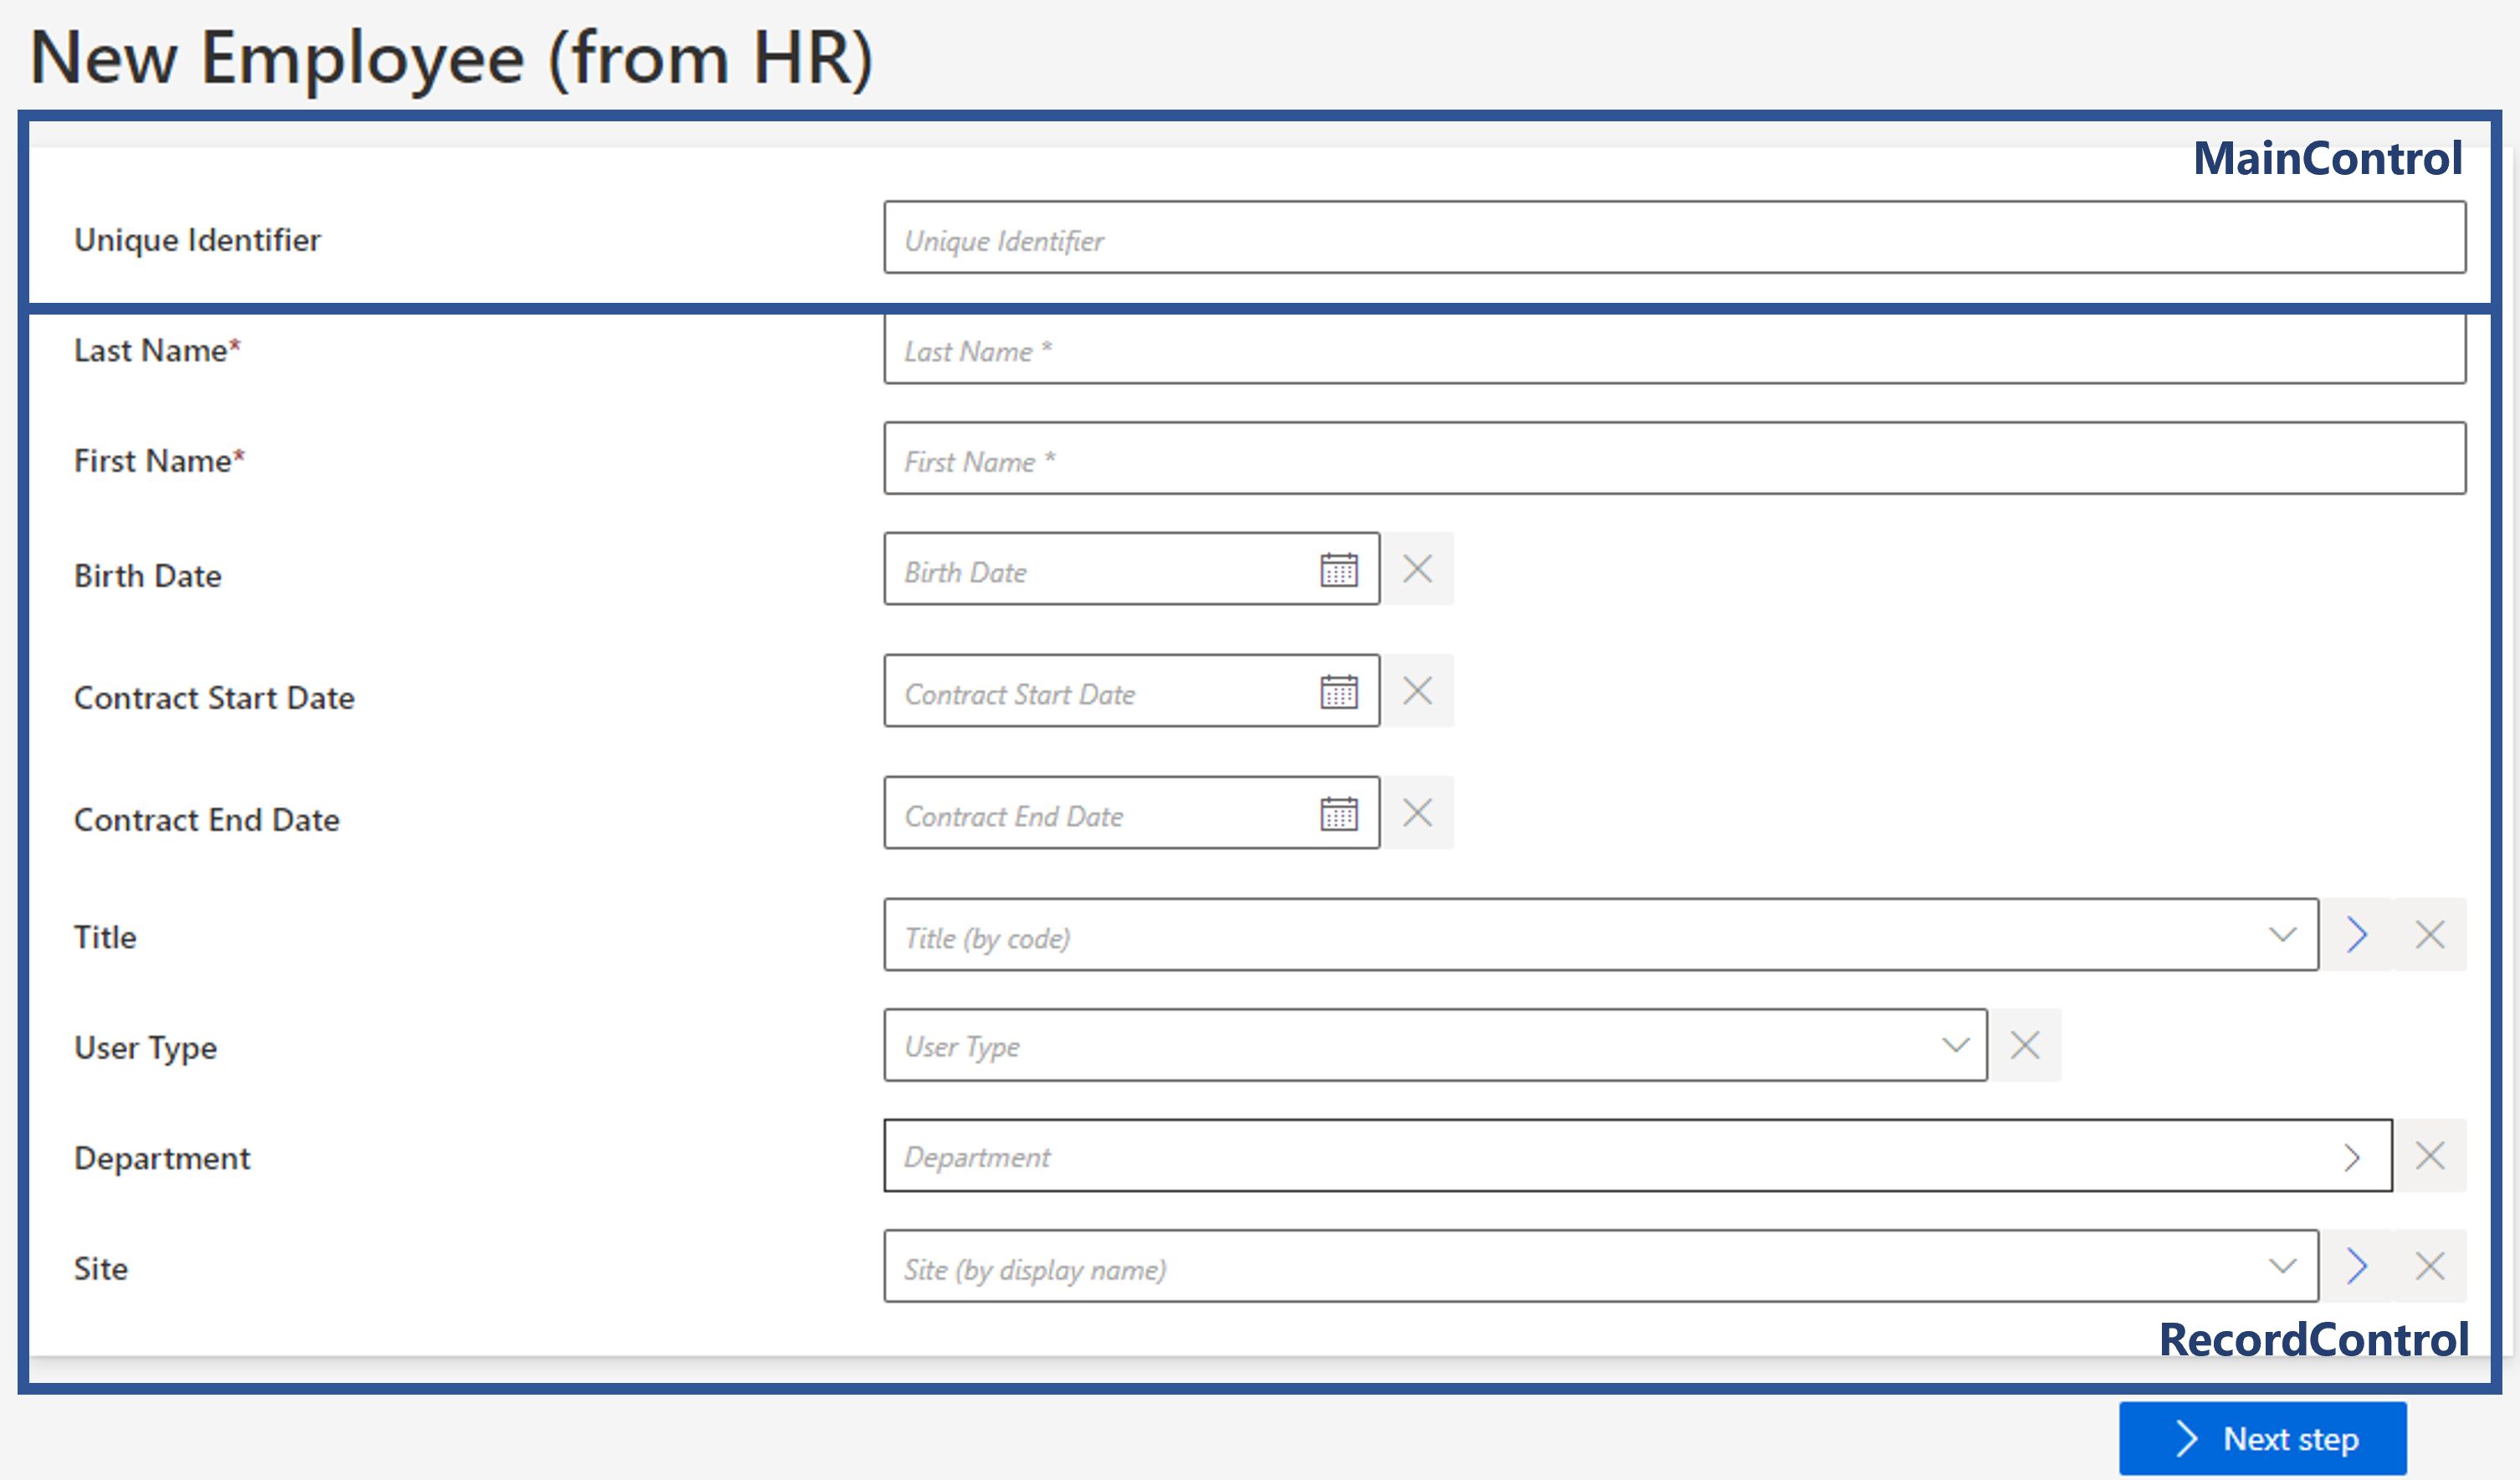 New Employee (from HR)
MainControl
Unique Identifier Unique Identifier
Last Name* Last Name *
First Name* First Name *
Birth Date Birth Date
Contract Start Date Contract Start Date
Contract End Date Contract End Date
Title Title (by code)
User Type User Type
Department Department
Site Site (by display name)
RecordControl
Next step